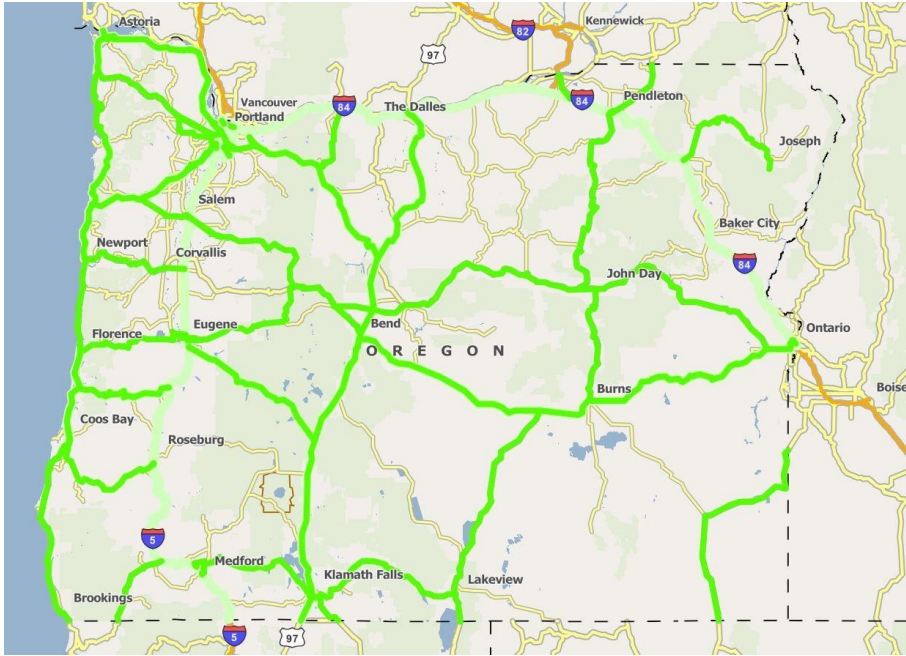 Astoria
Kennewick
82
97
Vancouver
Portland
84
The Dalles
84
Pendleton
Joseph
Salem
Baker City
Newport
Corvallis
84
John Day
Florence
Eugene
Bend
Ontario
OREGON
Burns
Boise
Coos Bay
Roseburg
5
Medford
Klamath Falls
Lakeview
Brookings
5
97